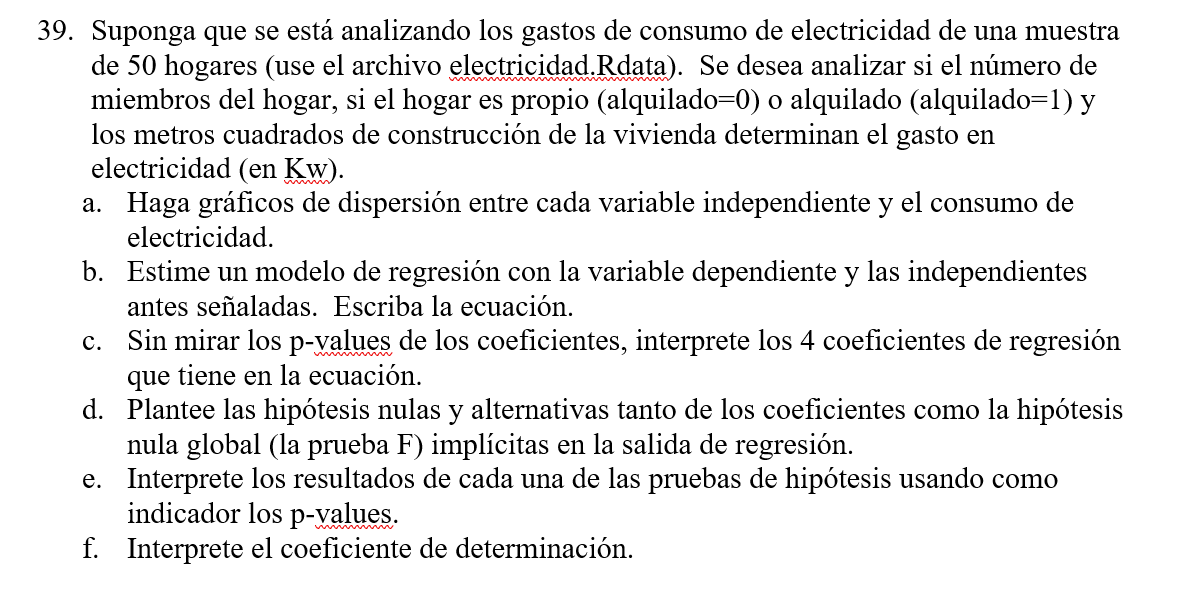 39. Suponga que se está analizando los gastos de consumo de electricidad de una muestra
de 50 hogares (use el archivo electricidad.Rdata).  Se desea analizar si el número de
miembros del hogar, si el hogar es propio (alquilado=0) o alquilado (alquilado=1) y
los metros cuadrados de construcción de la vivienda determinan el gasto en
electricidad (en Kw).
a. Haga gráficos de dispersión entre cada variable independiente y el consumo de
electricidad.
b. Estime un modelo de regresión con la variable dependiente y las independientes
antes señaladas.  Escriba la ecuación.
c. Sin mirar los p-values de los coeficientes, interprete los 4 coeficientes de regresión
que tiene en la ecuación.
d. Plantee las hipótesis nulas y alternativas tanto de los coeficientes como la hipótesis
nula global (la prueba F) implícitas en la salida de regresión.
e. Interprete los resultados de cada una de las pruebas de hipótesis usando como
indicador los p-values.
f. Interprete el coeficiente de determinación.